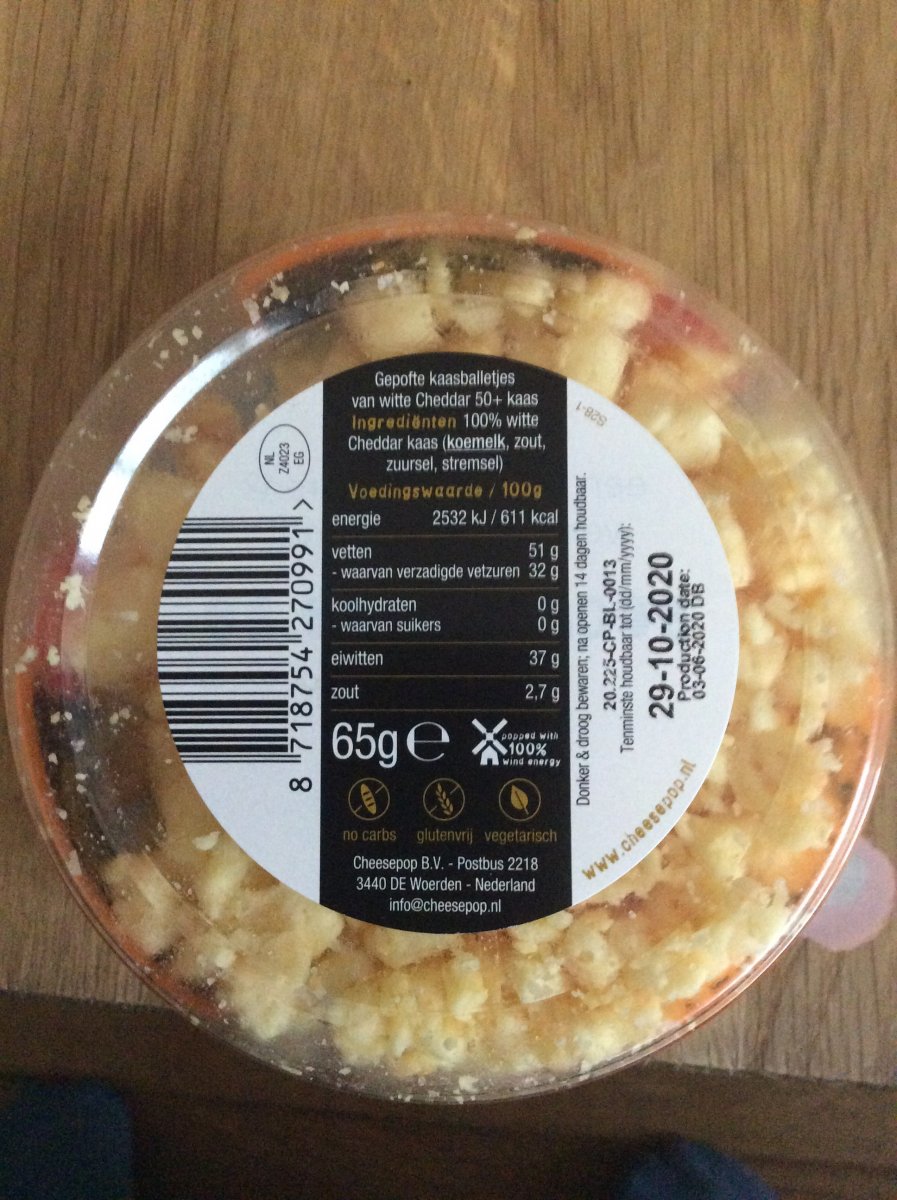 Gepofte kaasballetjes
van witte Cheddar 50+ kaas
Ingrediënten 100% witte
Cheddar kaas (koemelk, zout,
zuursel, stremsel)
Voedingswaarde / 100g
energie 2532 kJ / 611 kcal
vetten 51 g
- waarvan verzadigde vetzuren 32 g
koolhydraten 0 g
- waarvan suikers 0 g
eiwitten 37 g
zout 2,7 g
65g e
popped with
100%
wind energy
no carbs glutenvrij vegetarisch
Cheesepop B.V. - Postbus 2218
3440 DE Woerden - Nederland
info@cheesepop.nl
NL
Z4023
EG
8 718754 270991 >
Donker & droog bewaren; na openen 14 dagen houdbaar.
20.225-CP-BL-0013
Tenminste houdbaar tot (dd/mm/yyyy):
29-10-2020
Production date:
03-06-2020 DB
www.cheesepop.nl
S2B-1